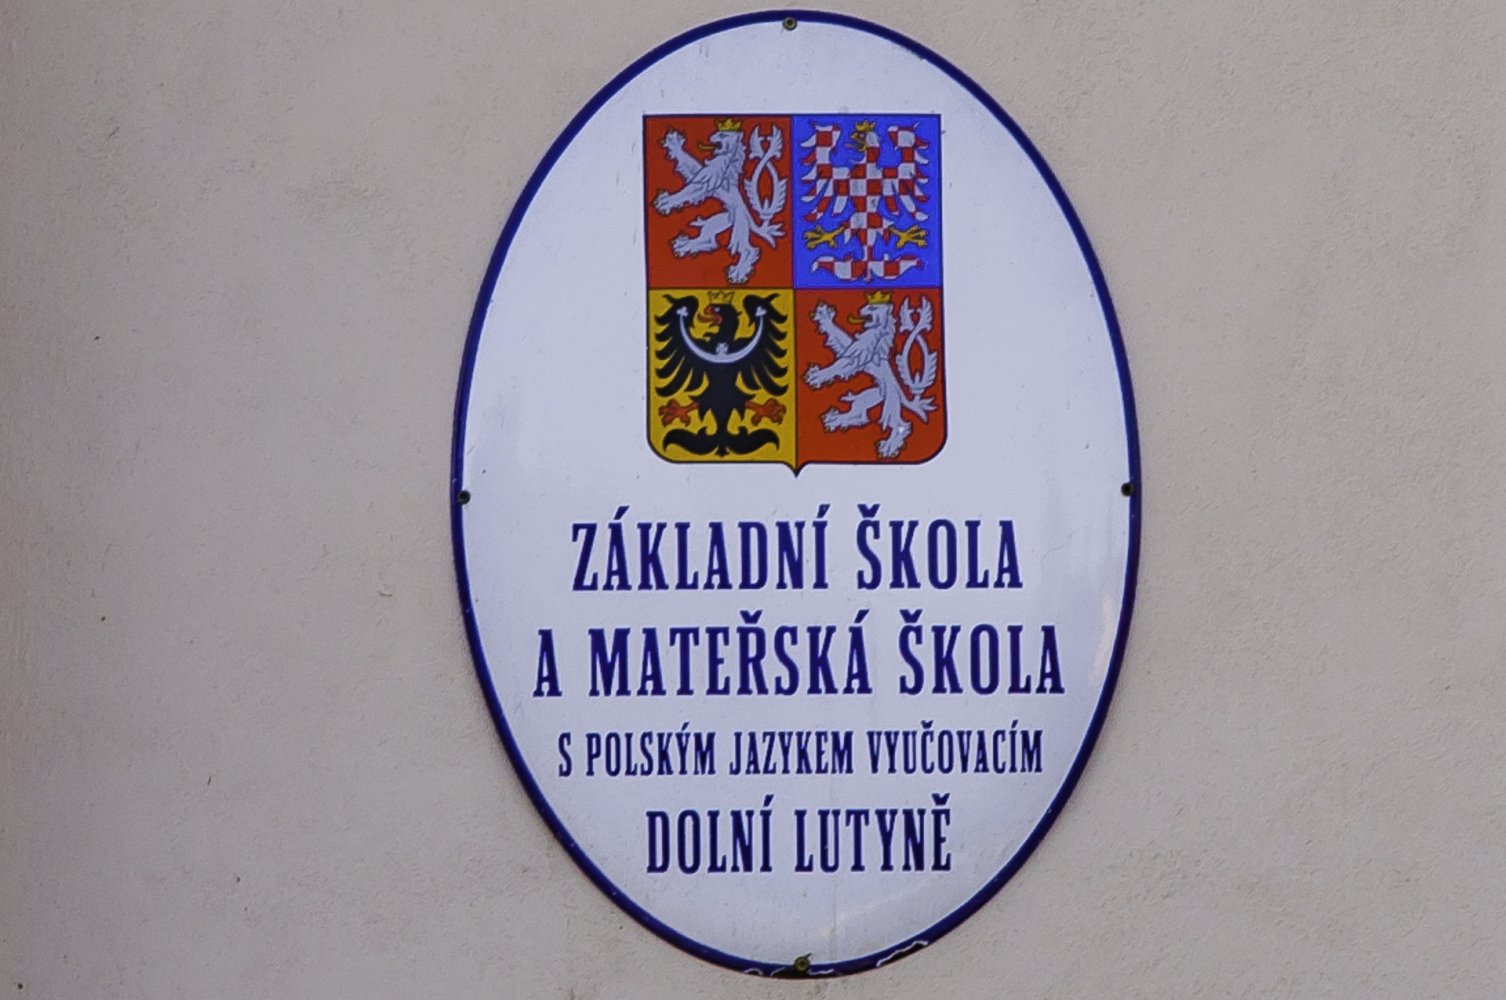 ZÁKLADNÍ ŠKOLA
A MATEŘSKÁ ŠKOLA
S POLSKÝM JAZYKEM VYUČOVACÍM
DOLNÍ LUTYNĚ